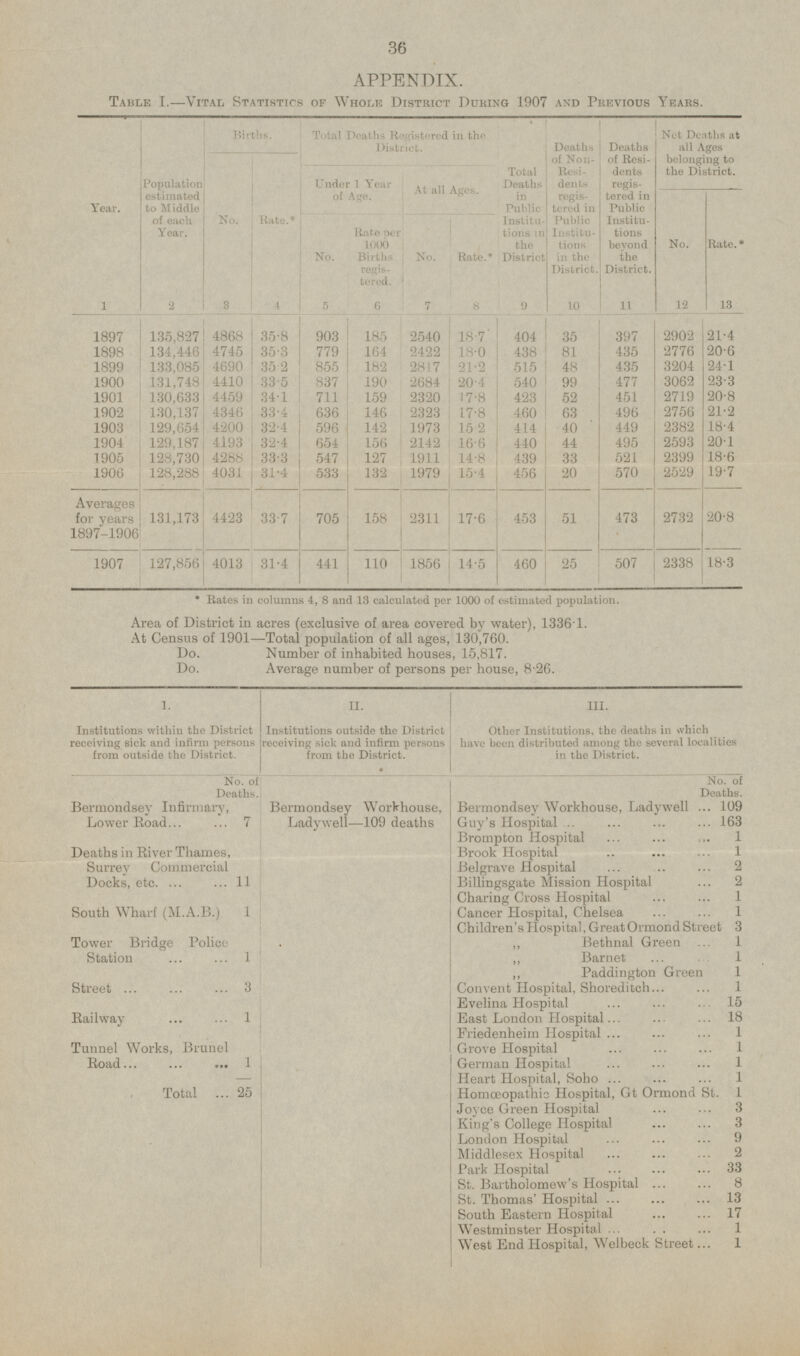 36
APPENDIX.
TABLE I.—VITAL STATISTICS OF WHOLE DISTRICT DURING 1907 AND PREVIOUS YEARS.
Year. Population estimated to Middle of each Year. Births. Total Deaths Registered in the District. Total Deaths in Public Institutions in the District Deaths of Non-Residents registered in Public Institutions in the District. Deaths of Residents registered in Public Institutions beyond the District. Net Deaths at all Ages belonging to the District.
Under 1 Year of Age. At all Ages.
No. Rate.* No. Rate per 1000 Births registered. No. Rate.* No. Rate.*
1 2 3 4 5 6 7 8 9 10 11 12 13
1897 135,827 4868 35·8 903 185 2540 18·7 404 35 397 2902 21·4
1898 134,446 4745 35·3 779 164 2422 18·0 438 81 435 2776 20·6
1899 133,085 4690 35 2 855 182 2817 21·2 515 48 435 3204 24·1
1900 131,748 4410 33 5 837 190 2684 20·4 540 99 477 3062 23·3
1901 130,633 4459 34·1 711 159 2320 17·8 423 52 451 2719 20·8
1902 130,137 4346 33·4 636 146 2323 17·8 460 63 496 2756 21·2
1903 129,654 4200 32·4 596 142 1973 15 2 414 40 449 2382 18·4
1904 129,187 4193 32·4 654 156 2142 16·6 440 44 495 2593 20·1
1905 128,730 4288 33·3 547 127 1911 14·8 439 33 521 2399 18·6
1906 128,288 4031 31·4 533 132 1979 15·4 456 20 570 2529 19·7
Averages for years 1897-1906 131,173 4423 33·7 705 158 2311 17·6 453 51 473 2732 20·8
1907 127,856 4013 31·4 441 110 1856 14·5 460 25 507 2338 18·3
* Rates in columns 4, 8 and 13 calculated per 1000 of estimated population.
Area of District in acres (exclusive of area covered by water), 1336·1.
At Census of 1901—Total population of all ages, 130,760.
Do. Number of inhabited houses, 15,817.
Do. Average number of persons per house, 8·26.
I.
Institutions within the District
receiving sick and infirm persons
from outside the District.
No. of
Deaths.
Bermondsey Infirmary,
Lower Road... ... 7
Deaths in River Thames,
Surrey Commercial
Docks, etc. ... ... 11
South Wharf (M.A.B.) 1
Tower Bridge Police
Station ... ... 1
Street ... ... ... 3
Railway ... ... 1
Tunnel Works, Brunel
Road... ... ... 1
Total ... 25
II.
Institutions outside the District
receiving sick and infirm persons
from the District.
Bermondsey Workhouse,
Ladywell—109 deaths
III.
Other Institutions, the deaths in which
have been distributed among the several localities
in the District.
No. of
Deaths.
Bermondsey Workhouse, Ladywell ... 109
Guy's Hospital ... ... ... ... 163
Brompton Hospital ... ... ... 1
Brook Hospital ... ... ... 1
Belgrave Hospital ... ... ... 2
Billingsgate Mission Hospital ... 2
Charing Cross Hospital ... ... 1
Cancer Hospital, Chelsea ... ... 1
Children's Hospital, Great Ormond Street 3
,, Bethnal Green ... 1
,, Barnet ... 1
,, Paddington Green 1
Convent Hospital, Shoreditch... ... 1
Evelina Hospital ... ... ... 15
East London Hospital ... ... ... 18
Friedenheim Hospital ... ... ... 1
Grove Hospital ... ... ... 1
German Hospital ... ... ... 1
Heart Hospital, Soho ... ... ... 1
Homœopathic Hospital, Gt Ormond St. 1
Joyce Green Hospital ... ... 3
King's College Hospital ... ... 3
London Hospital ... ... ... 9
Middlesex Hospital ... ... ... 2
Park Hospital ... ... ... 33
St. Bartholomew's Hospital ... ... 8
St. Thomas' Hospital ... ... ... 13
South Eastern Hospital ... ... 17
Westminster Hospital ... ... ... 1
West End Hospital, Welbeck Street ... 1